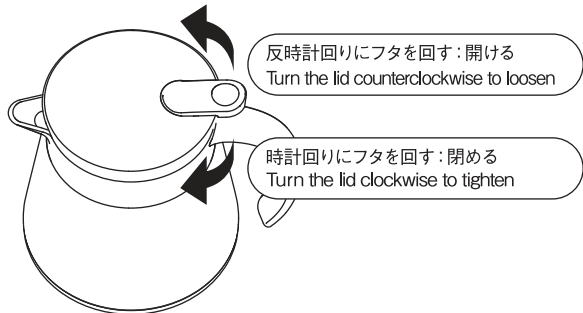 反時計回りにフタを回す：開ける
Turn the lid counterclockwise to loosen
時計回りにフタを回す：閉める
Turn the lid clockwise to tighten